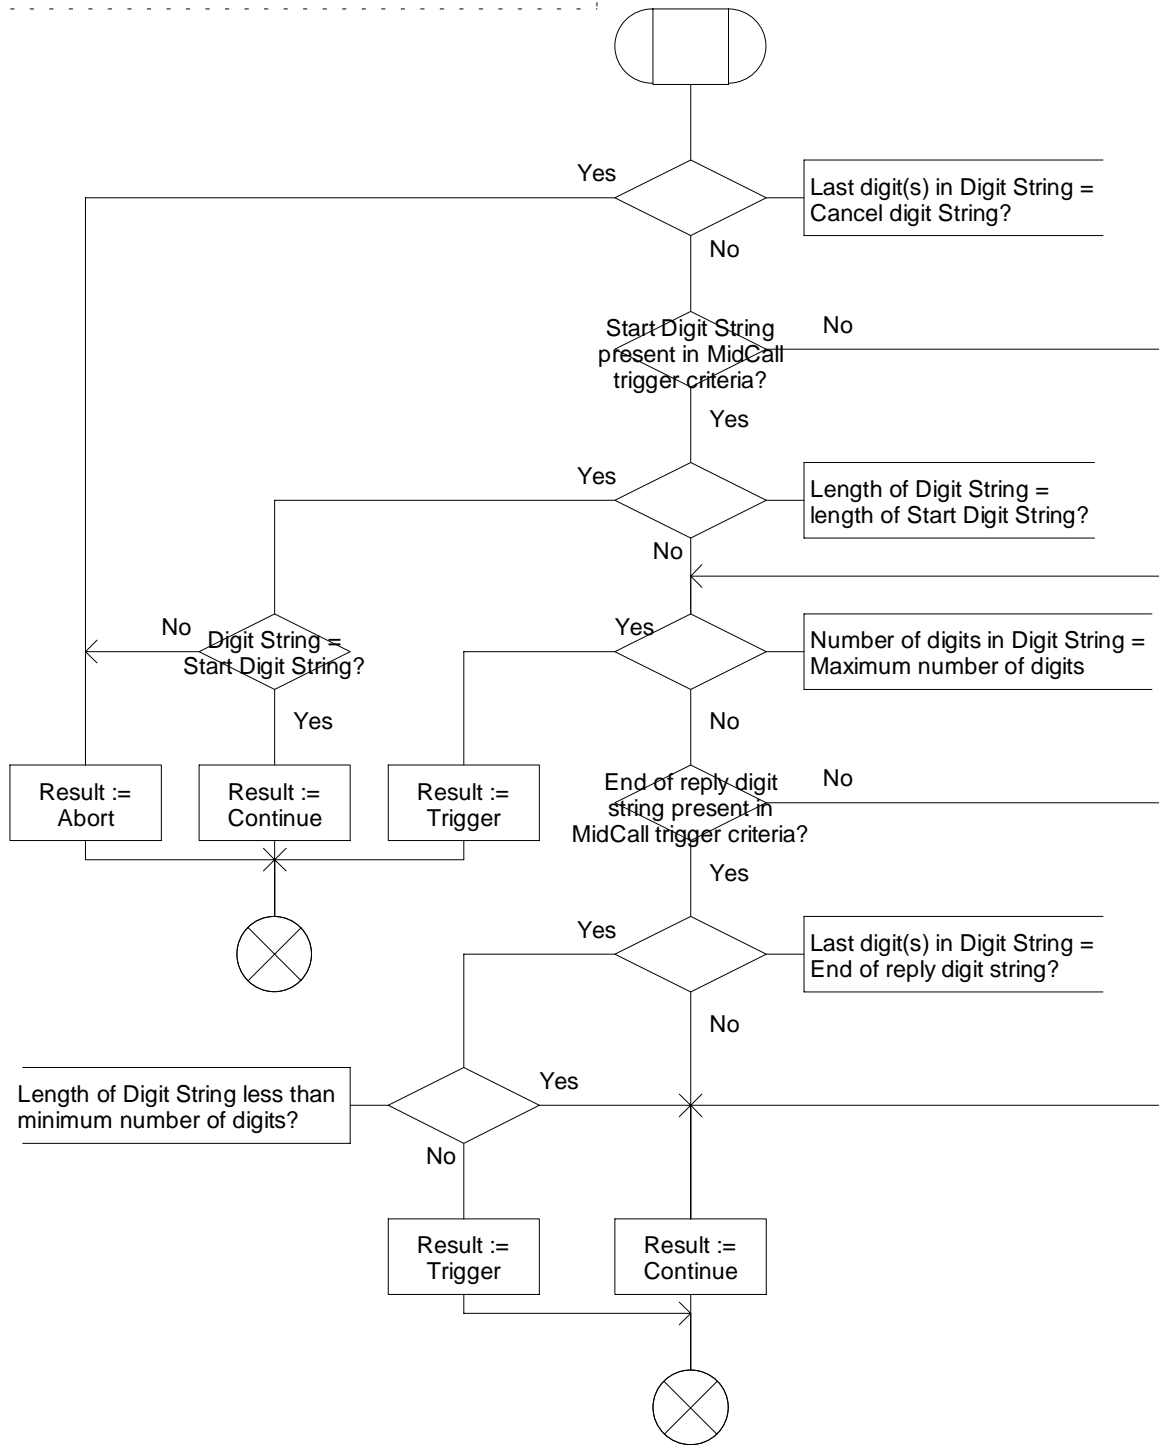 Yes
Last digit(s) in Digit String =
Cancel digit String?
No
Start Digit String
present in MidCall
trigger criteria?
No
Yes
Yes
Length of Digit String =
length of Start Digit String?
No
No
Digit String =
Start Digit String?
Yes
Number of digits in Digit String =
Maximum number of digits
Yes
No
Result :=
Abort
Result :=
Continue
Result :=
Trigger
End of reply digit
string present in
MidCall trigger criteria?
No
Yes
Yes
Last digit(s) in Digit String =
End of reply digit string?
No
Length of Digit String less than
minimum number of digits?
Yes
No
Result :=
Trigger
Result :=
Continue